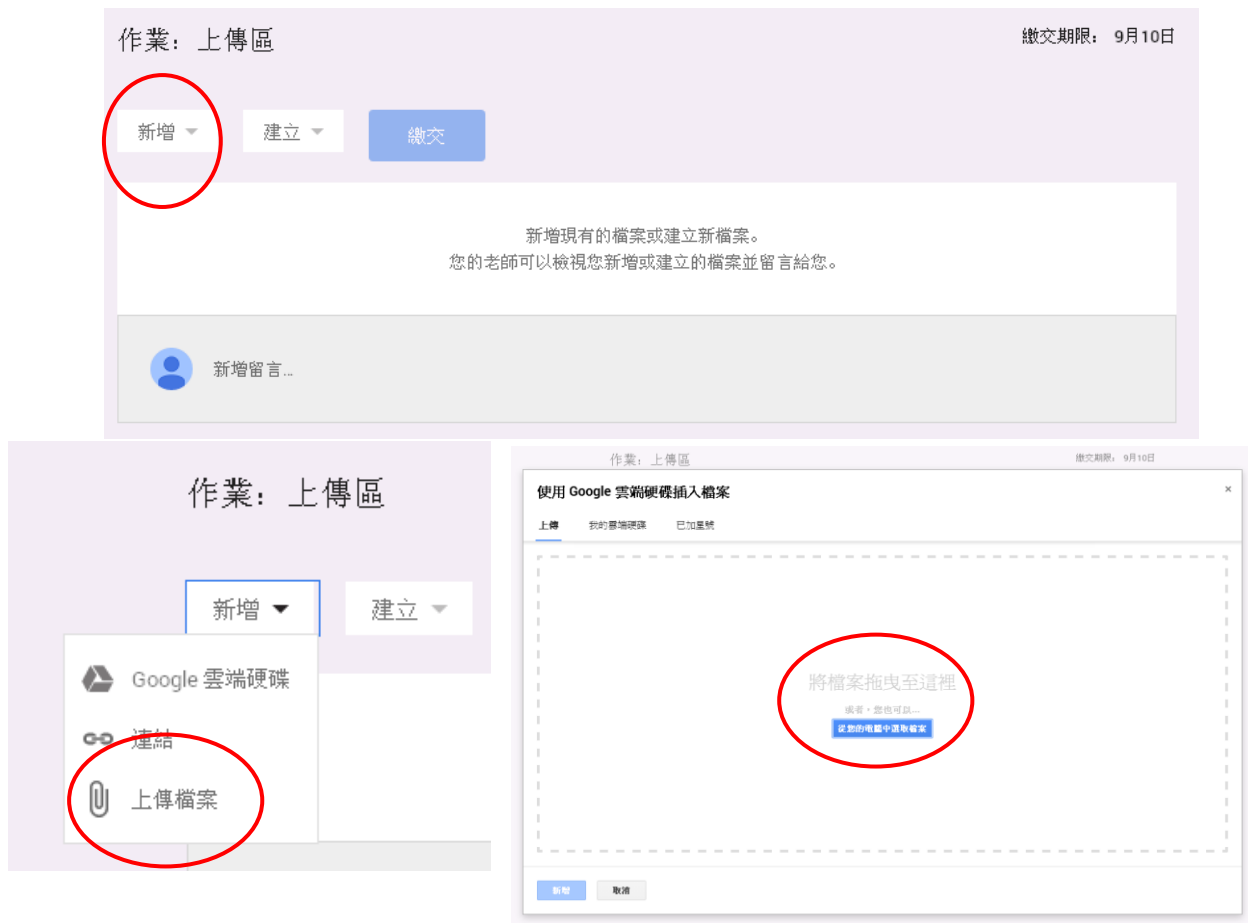 作業：上傳區
繳交期限： 9月10日
新增
建立
繳交
新增現有的檔案或建立新檔案。
您的老師可以檢視您新增或建立的檔案並留言給您。
新增留言...
作業：上傳區
新增
建立
Google 雲端硬碟
連結
上傳檔案
作業：上傳區
繳交期限： 9月10日
使用 Google 雲端硬碟插入檔案
×
上傳
我的雲端硬碟
已加星號
將檔案拖曳至這裡
或者，您也可以...
從您的電腦中選取檔案
新增
取消